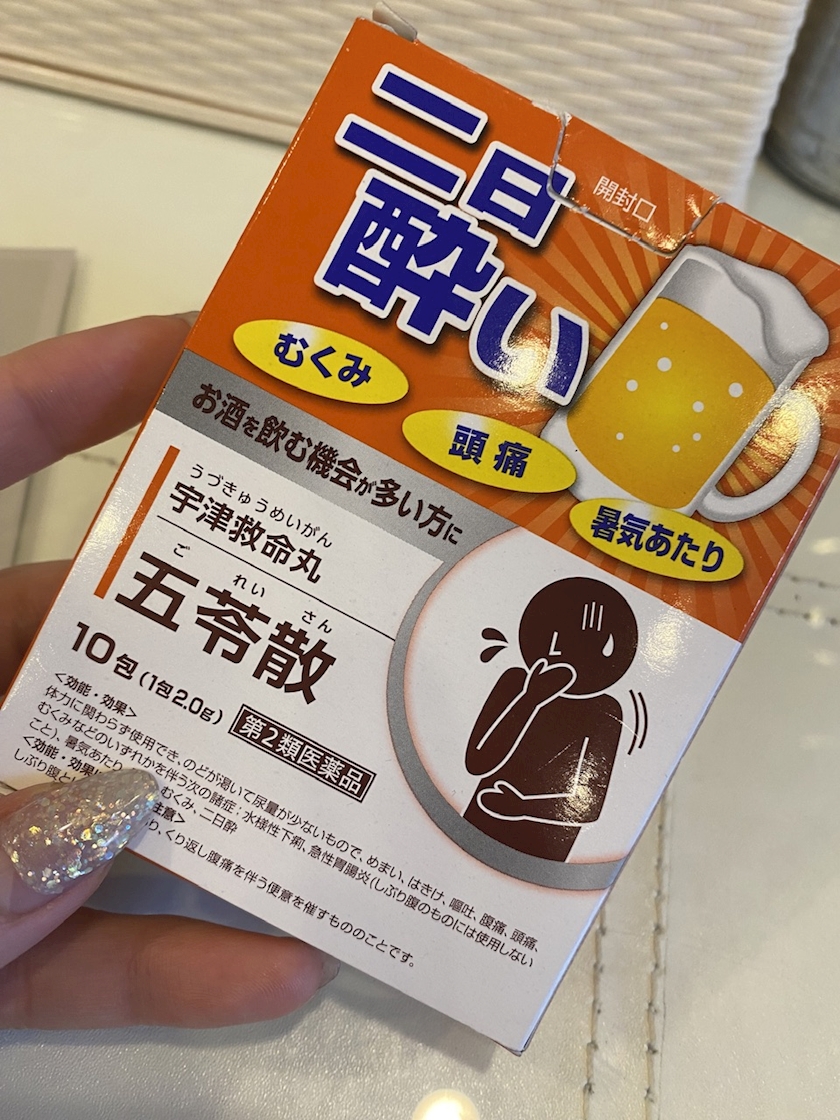 開封口
二日酔い
むくみ
頭痛
暑気あたり
お酒を飲む機会が多い方に
うづきゅうめいがん
宇津救命丸
ご れい さん
五苓散
10包(1包2.0g)
第2類医薬品
<効能・効果>
体力に関わらず使用でき、のどが渇いて尿量が少ないもので、めまい、はきけ、嘔吐、腹痛、頭痛、
むくみなどのいずれかを伴う次の諸症:水様性下痢、急性胃腸炎(しぶり腹のものには使用しない
こと)、暑気あたり むくみ、二日酔
<効能・効果 注意>
しぶり腹と り、くり返し腹痛を伴う便意を催すもののことです。